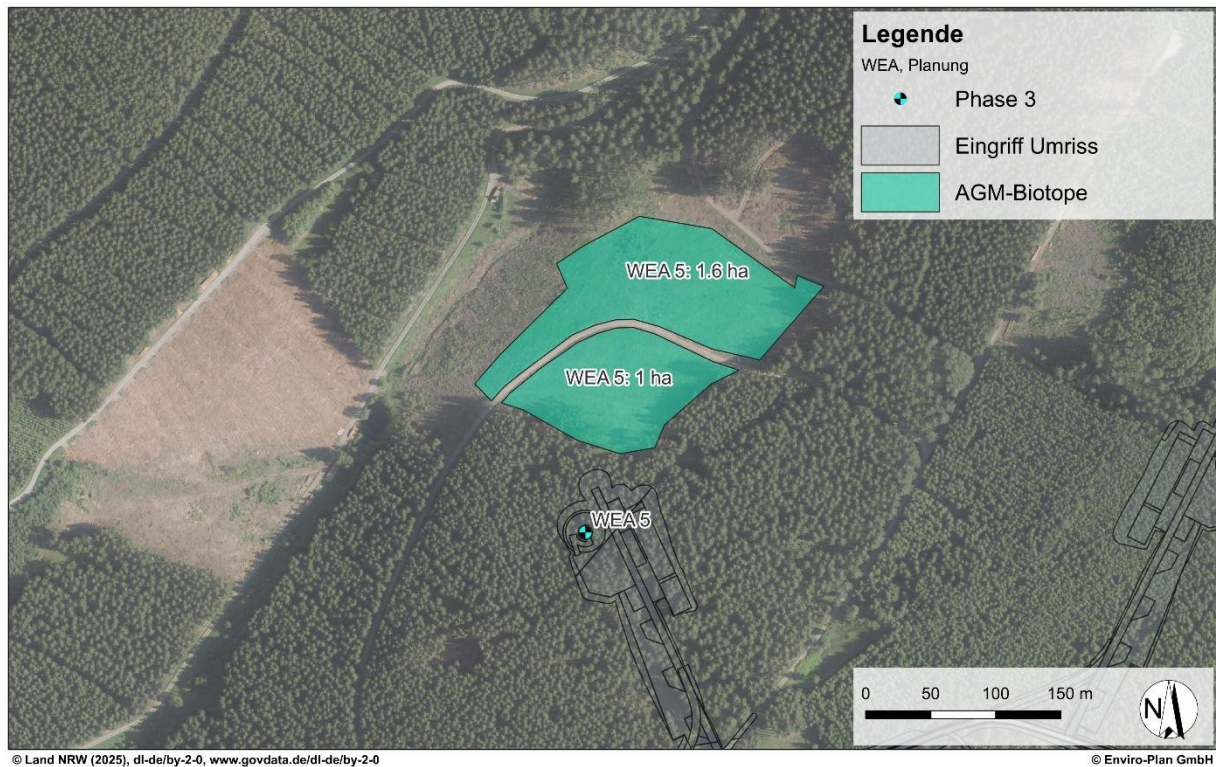 Legende
WEA, Planung
Phase 3
Eingriff Umriss
AGM-Biotope
WEA 5: 1.6 ha
WEA 5: 1 ha
WEA 5
0 50 100 150 m
N
© Land NRW (2025), dl-de/by-2-0, www.govdata.de/dl-de/by-2-0
© Enviro-Plan GmbH